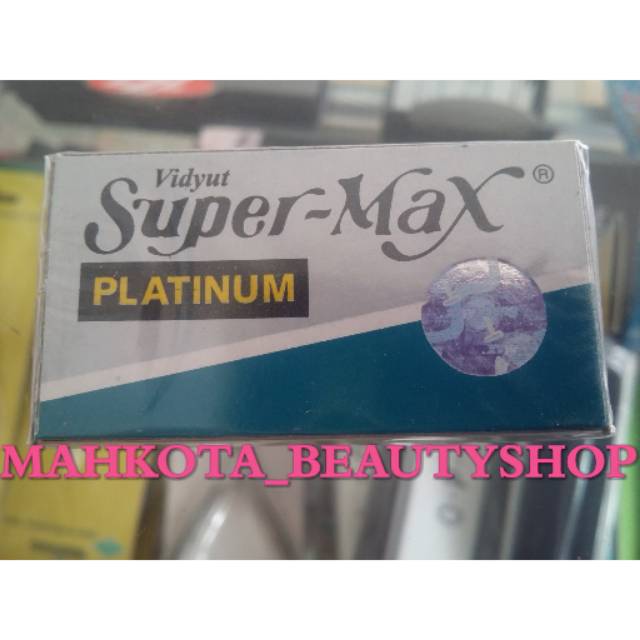 Vidyut
Super-Max ®
PLATINUM
MAHKOTA_BEAUTYSHOP